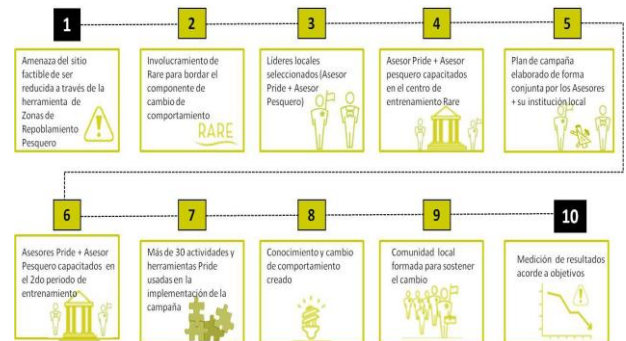 1
2
3
4
5
Amenaza del sitio
factible de ser
reducida a través de la
herramienta de
Zonas de
Repoblamiento
Pesquero
Involucramiento de
Rare para bordar el
componente de
cambio de
comportamiento
RARE
Líderes locales
seleccionados (Asesor
Pride + Asesor
Pesquero)
Asesor Pride + Asesor
pesquero capacitados
en el centro de
entrenamiento Rare
Plan de campaña
elaborado de forma
conjunta por los Asesores
+ su institución local
6
7
8
9
10
Asesores Pride + Asesor
Pesquero capacitados en
el 2do periodo de
entrenamiento
Más de 30 actividades y
herramientas Pride
usadas en la
implementación de la
campaña
Conocimiento y cambio
de comportamiento
creado
Comunidad local
formada para sostener
el cambio
Medición de resultados
acorde a objetivos